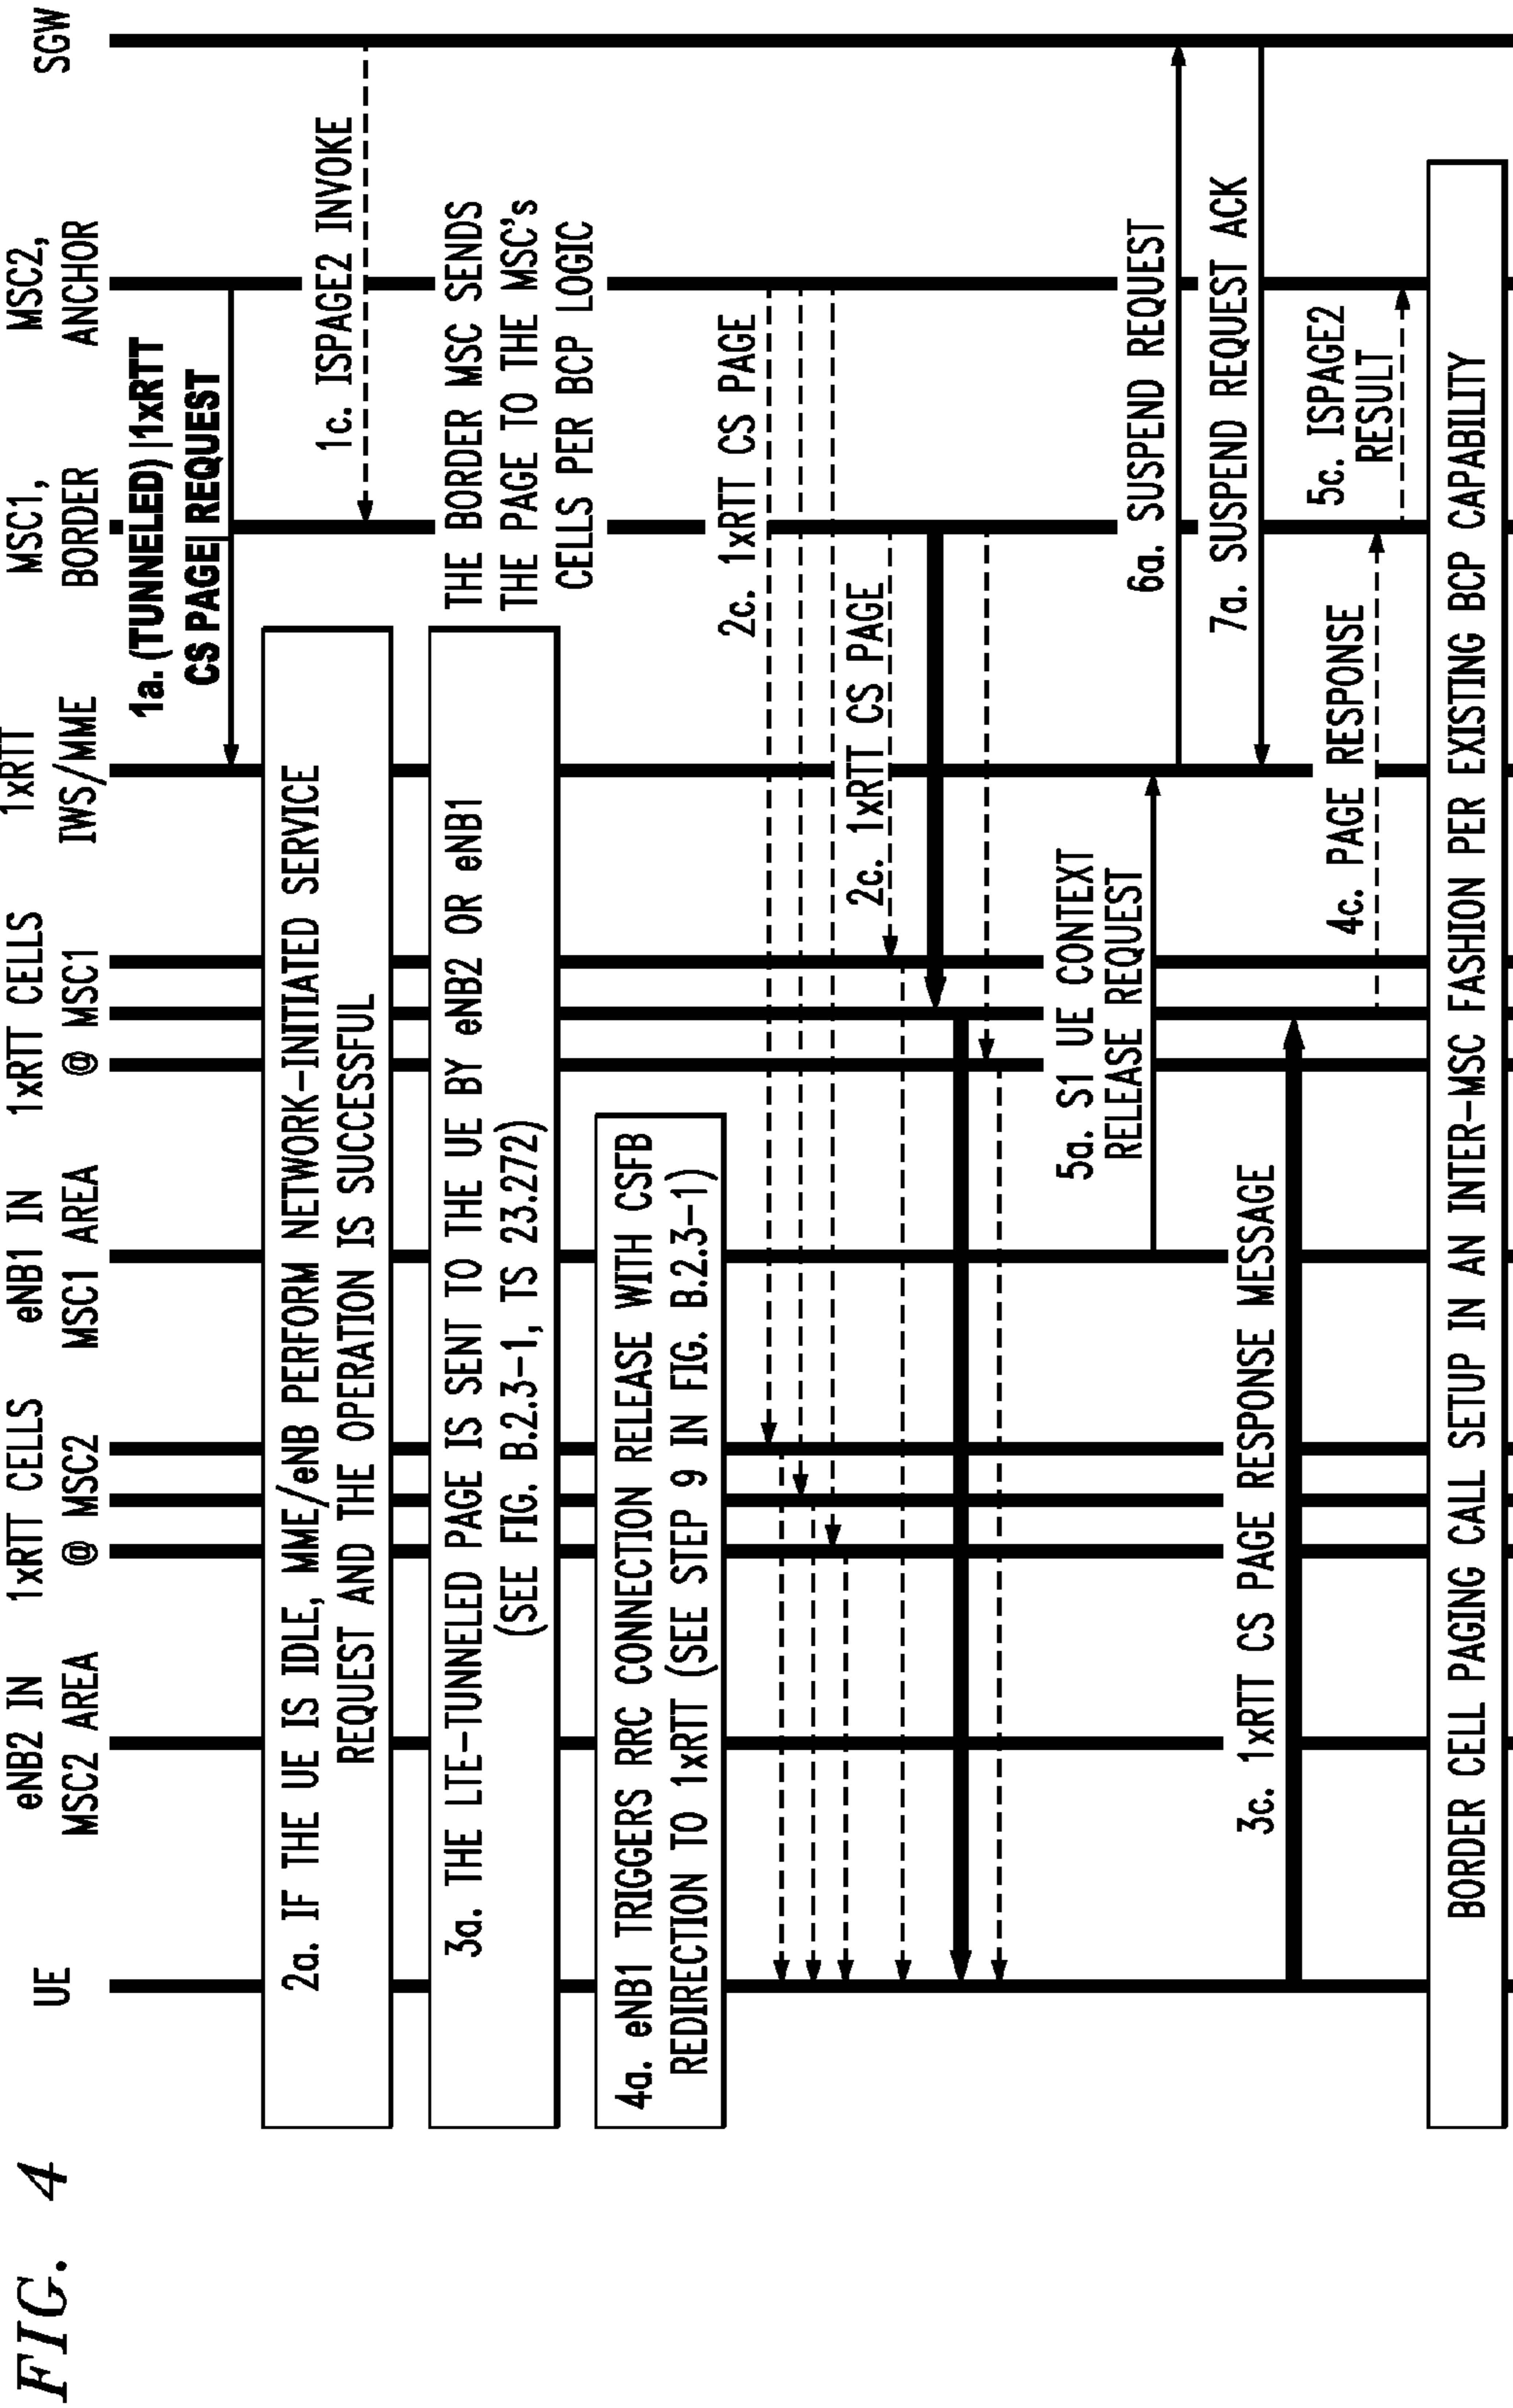 FIG. 4
UE
eNB2 IN
MSC2 AREA
1xRTT CELLS
@ MSC2
eNB1 IN
MSC1 AREA
1xRTT CELLS
@ MSC1
1xRTT
IWS/MME
MSC1,
BORDER
MSC2,
ANCHOR
SGW
1a. (TUNNELED) |1xRTT
CS PAGE| REQUEST
2a. IF THE UE IS IDLE, MME/eNB PERFORM NETWORK-INITIATED SERVICE
REQUEST AND THE OPERATION IS SUCCESSFUL
1c. ISPAGE2 INVOKE
3a. THE LTE-TUNNELED PAGE IS SENT TO THE UE BY eNB2 OR eNB1
(SEE FIG. B.2.3-1, TS 23.272)
THE BORDER MSC SENDS
THE PAGE TO THE MSC's
CELLS PER BCP LOGIC
4a. eNB1 TRIGGERS RRC CONNECTION RELEASE WITH CSFB
REDIRECTION TO 1xRTT (SEE STEP 9 IN FIG. B.2.3-1)
2c. 1xRTT CS PAGE
2c. 1xRTT CS PAGE
5a. S1 UE CONTEXT
RELEASE REQUEST
6a. SUSPEND REQUEST
7a. SUSPEND REQUEST ACK
3c. 1xRTT CS PAGE RESPONSE MESSAGE
4c. PAGE RESPONSE
5c. ISPAGE2
RESULT
BORDER CELL PAGING CALL SETUP IN AN INTER-MSC FASHION PER EXISTING BCP CAPABILITY